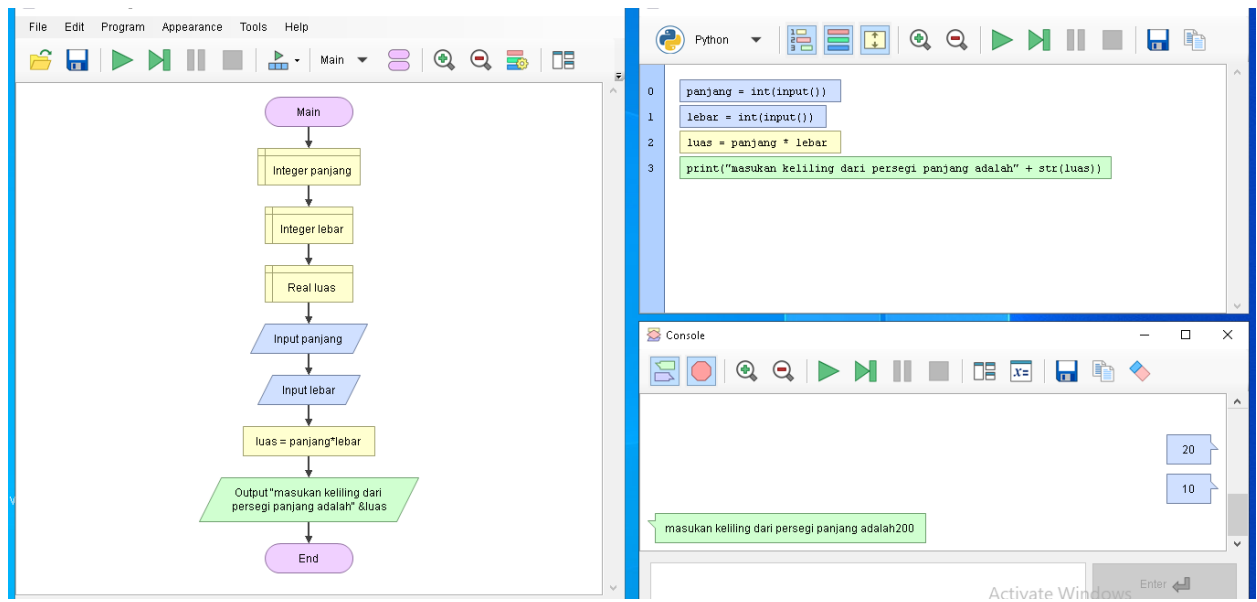 File Edit Program Appearance Tools Help
Main
Main
Integer panjang
Integer lebar
Real luas
Input panjang
Input lebar
luas = panjang*lebar
Output "masukan keliling dari
persegi panjang adalah" &luas
End
Python
0 panjang = int(input())
1 lebar = int(input())
2 luas = panjang * lebar
3 print("masukan keliling dari persegi panjang adalah" + str(luas))
Console
x=
20
10
masukan keliling dari persegi panjang adalah200
Enter
Activate Windows